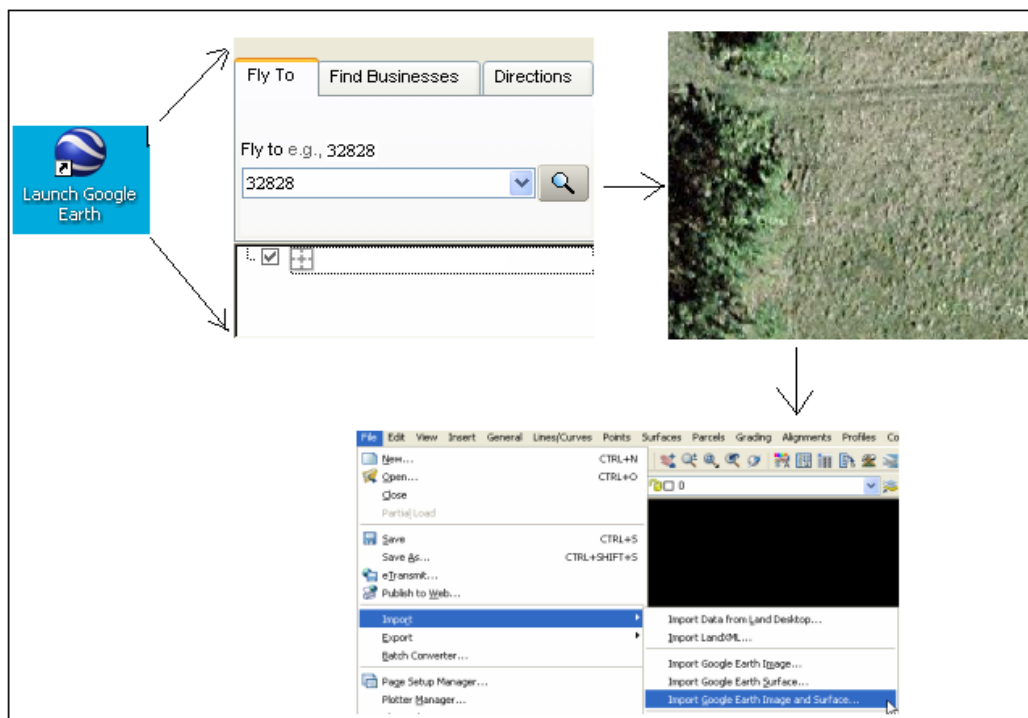 Launch Google
Earth
Fly To
Find Businesses
Directions
Fly to e.g., 32828
32828
File Edit View Insert General Lines/Curves Points Surfaces Parcels Grading Alignments Profiles Co
New... CTRL+N
Open... CTRL+O
Close
Partial Load
0
Save CTRL+S
Save As... CTRL+SHIFT+S
eTransmit...
Publish to Web...
Import
Export
Batch Converter...
Page Setup Manager...
Plotter Manager...
Import Data from Land Desktop...
Import LandXML...
Import Google Earth Image...
Import Google Earth Surface...
Import Google Earth Image and Surface...